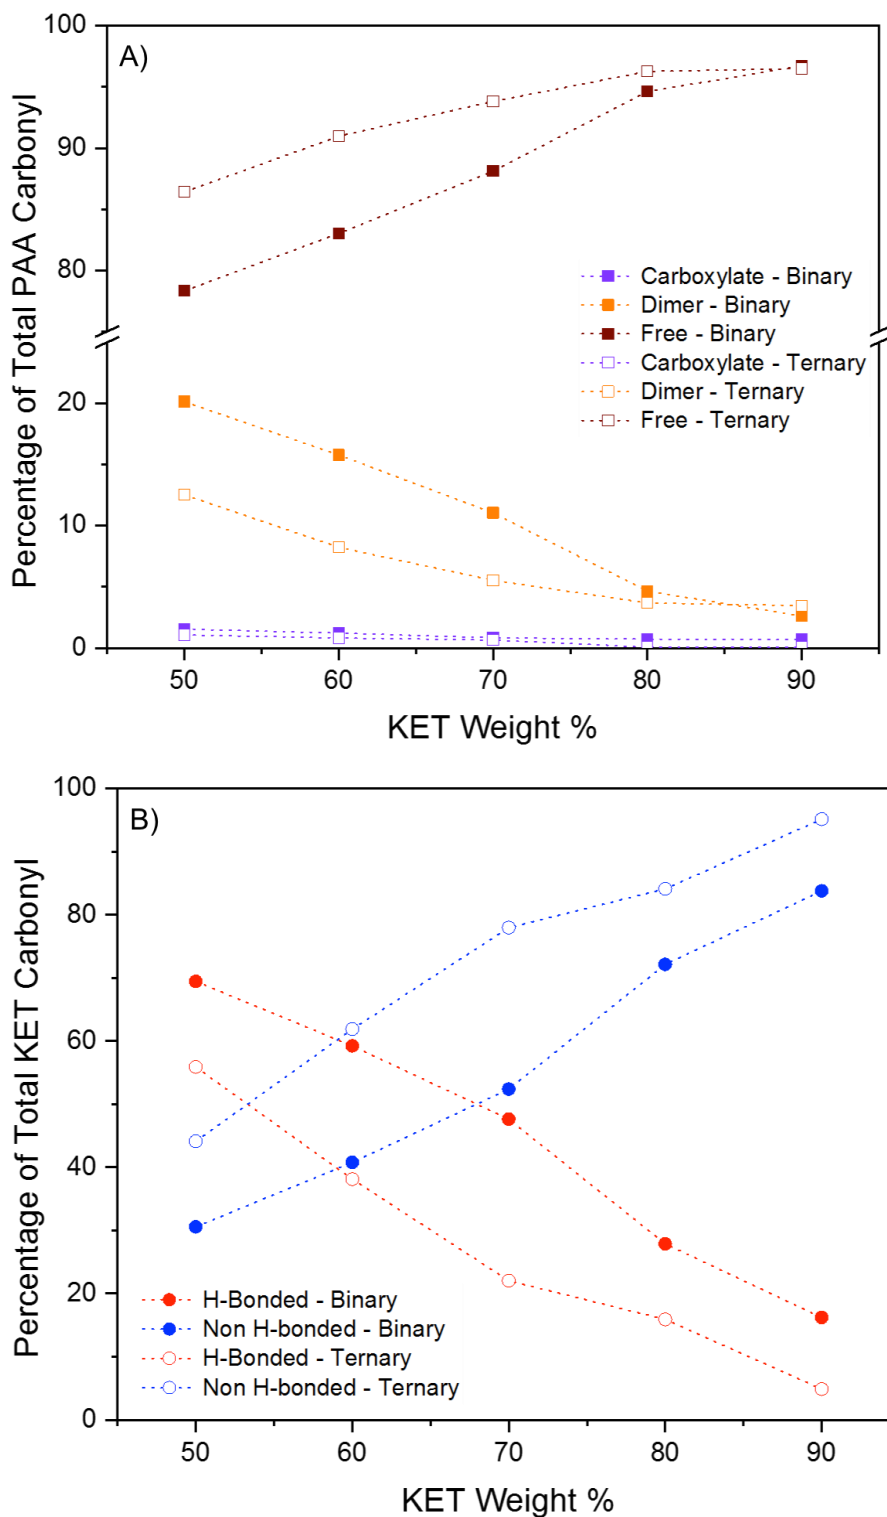 A)
Percentage of Total PAA Carbonyl
100
90
80
20
10
0
Carboxylate - Binary
Dimer - Binary
Free - Binary
Carboxylate - Ternary
Dimer - Ternary
Free - Ternary
50 60 70 80 90
KET Weight %
B)
Percentage of Total KET Carbonyl
100
80
60
40
20
0
H-Bonded - Binary
Non H-bonded - Binary
H-Bonded - Ternary
Non H-bonded - Ternary
50 60 70 80 90
KET Weight %